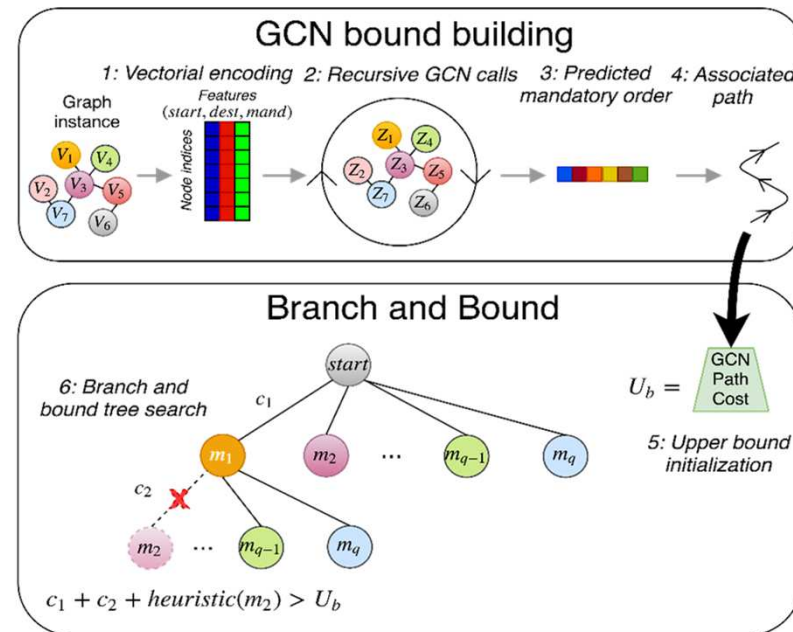 GCN bound building
1: Vectorial encoding
2: Recursive GCN calls
3: Predicted
mandatory order
4: Associated
path
Graph
instance
Features
(start, dest, mand)
Node indices
V1
V4
V2
V3
V5
V7
V6
Z1
Z4
Z2
Z3
Z5
Z7
Z6
Branch and Bound
6: Branch and
bound tree search
start
c1
m1
m2
...
mq−1
mq
c2
X
m2
...
mq−1
mq
c1 + c2 + heuristic(m2) > Ub
Ub =
GCN
Path
Cost
5: Upper bound
initialization